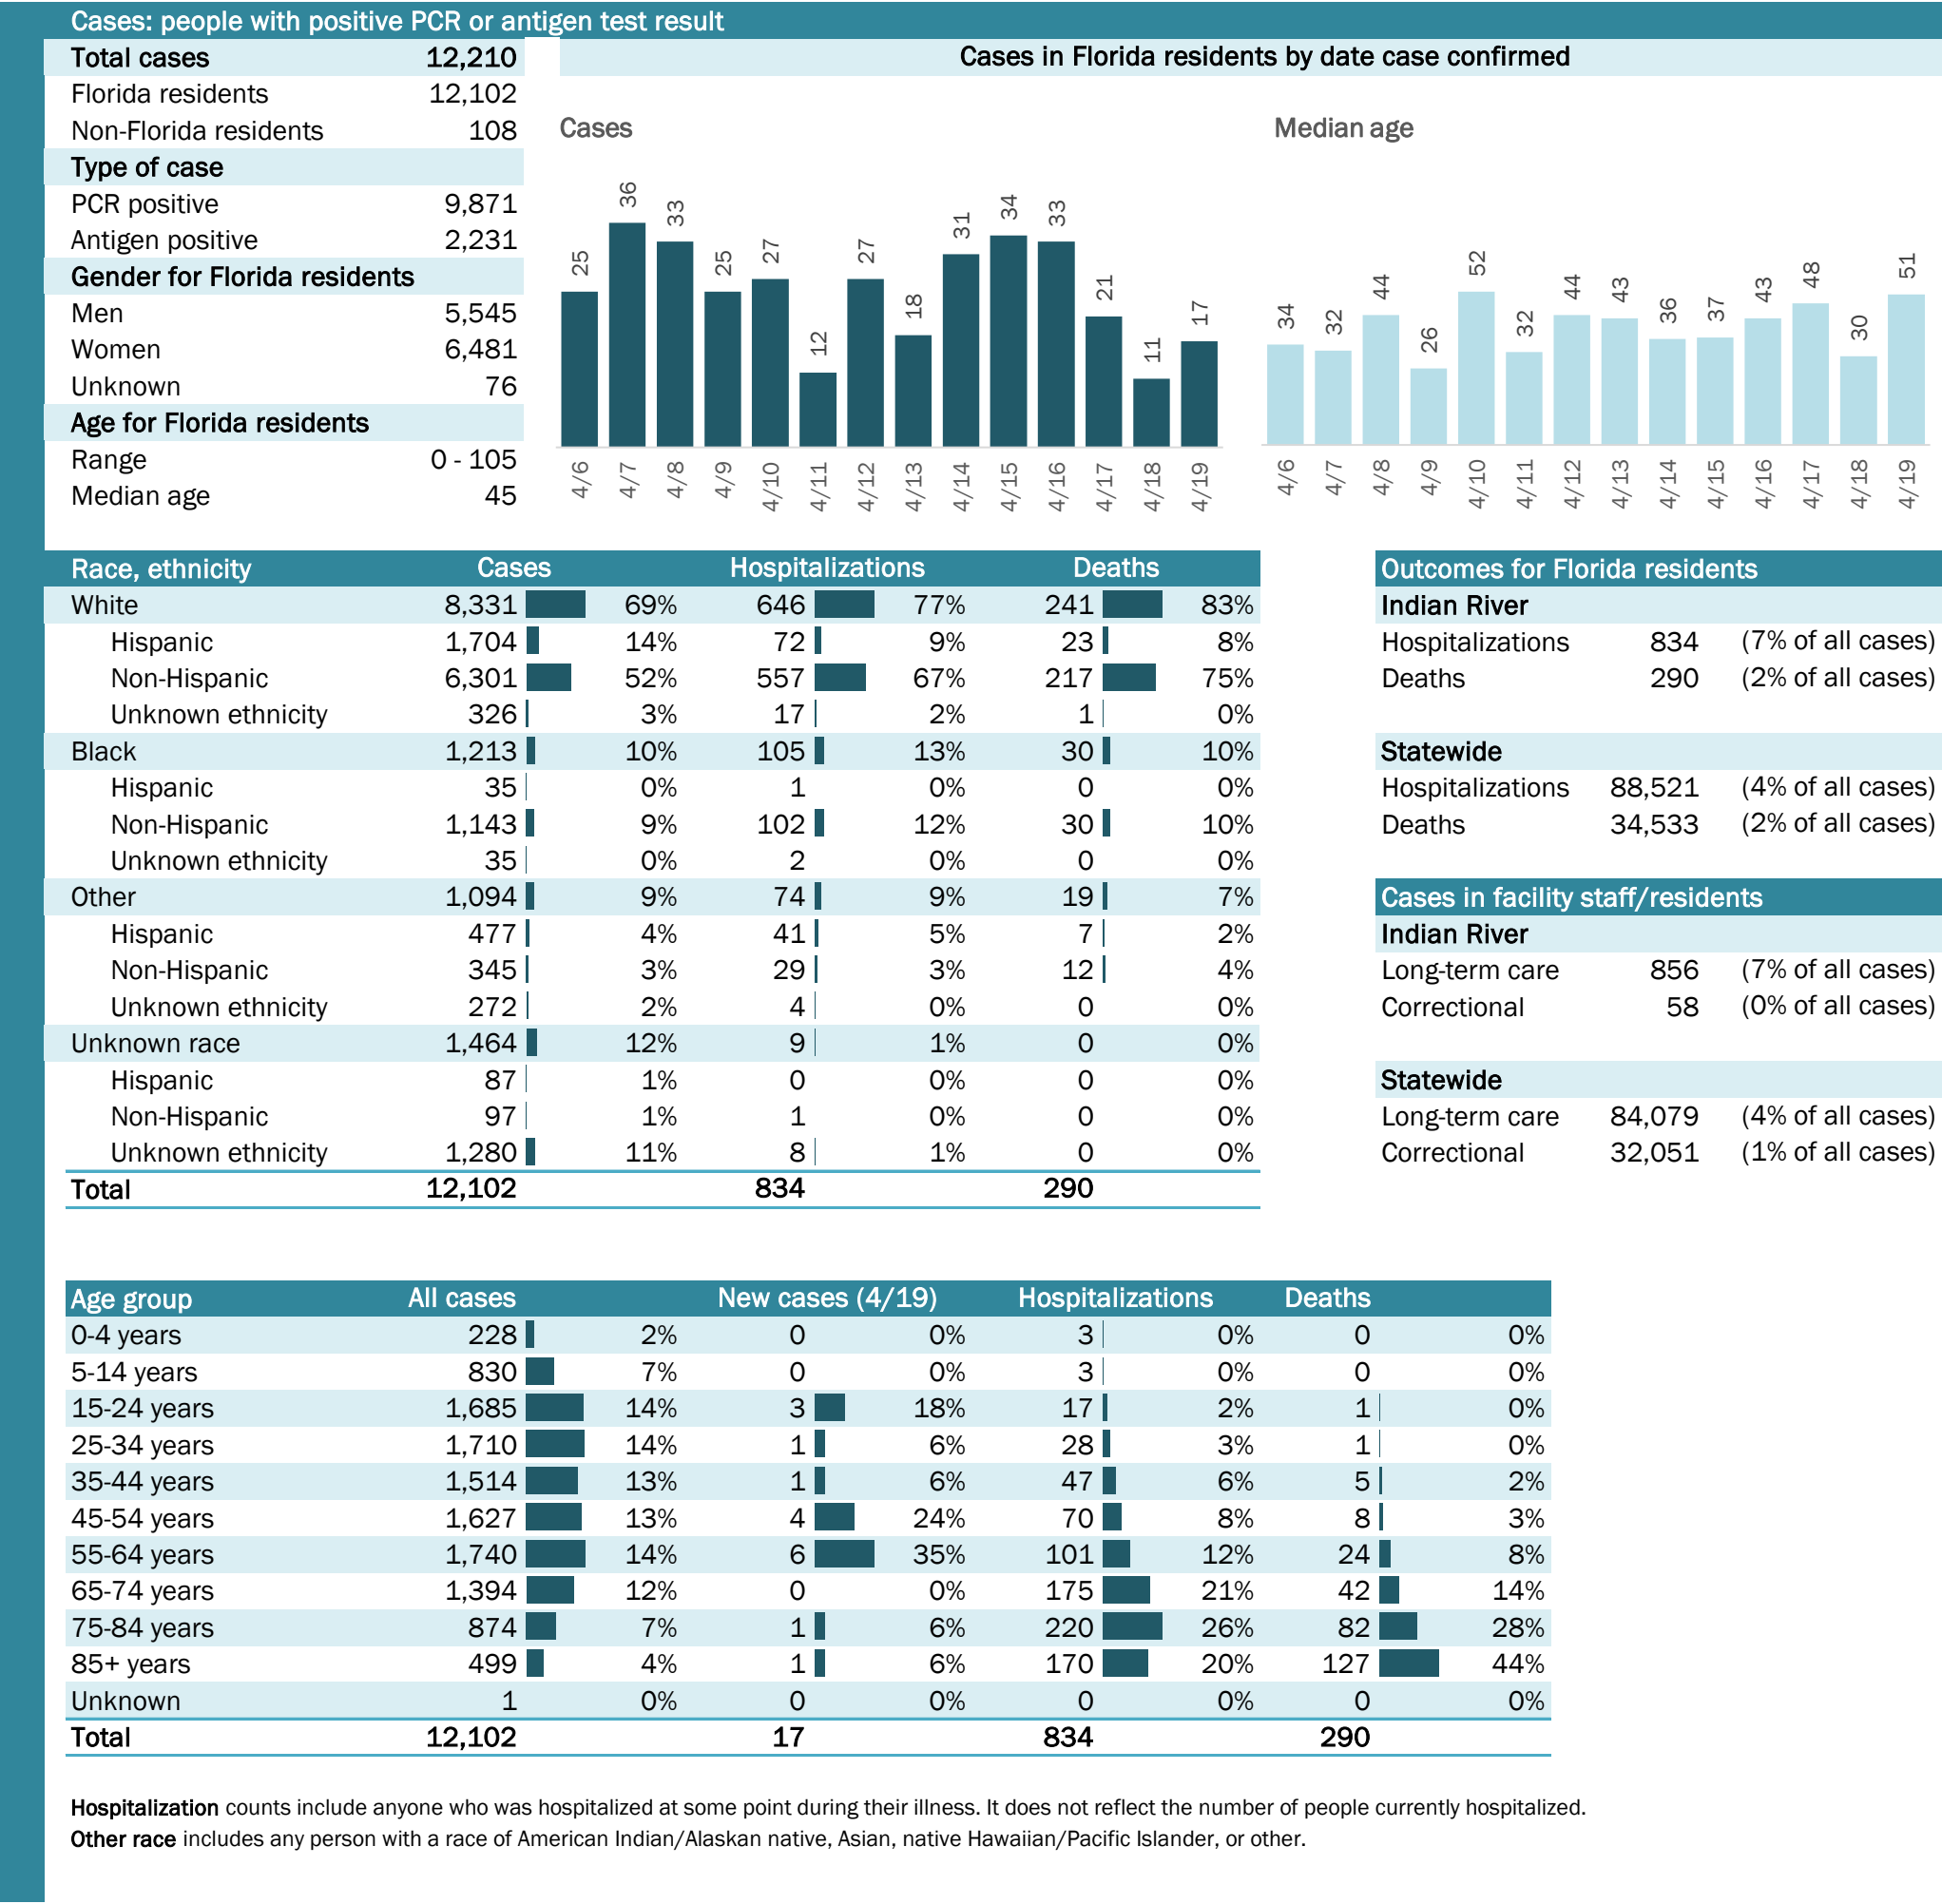 Cases: people with positive PCR or antigen test result
Total cases 12,210
Florida residents 12,102
Non-Florida residents 108
Type of case
PCR positive 9,871
Antigen positive 2,231
Gender for Florida residents
Men 5,545
Women 6,481
Unknown 76
Age for Florida residents
Range 0 - 105
Median age 45
Cases in Florida residents by date case confirmed
Cases
25 36 33 25 27 12 27 18 31 34 33 21 11 17
4/6 4/7 4/8 4/9 4/10 4/11 4/12 4/13 4/14 4/15 4/16 4/17 4/18 4/19
Median age
34 32 44 26 52 32 44 43 36 37 43 48 30 51
4/6 4/7 4/8 4/9 4/10 4/11 4/12 4/13 4/14 4/15 4/16 4/17 4/18 4/19
Race, ethnicity Cases Hospitalizations Deaths
White 8,331 69% 646 77% 241 83%
Hispanic 1,704 14% 72 9% 23 8%
Non-Hispanic 6,301 52% 557 67% 217 75%
Unknown ethnicity 326 3% 17 2% 1 0%
Black 1,213 10% 105 13% 30 10%
Hispanic 35 0% 1 0% 0 0%
Non-Hispanic 1,143 9% 102 12% 30 10%
Unknown ethnicity 35 0% 2 0% 0 0%
Other 1,094 9% 74 9% 19 7%
Hispanic 477 4% 41 5% 7 2%
Non-Hispanic 345 3% 29 3% 12 4%
Unknown ethnicity 272 2% 4 0% 0 0%
Unknown race 1,464 12% 9 1% 0 0%
Hispanic 87 1% 0 0% 0 0%
Non-Hispanic 97 1% 1 0% 0 0%
Unknown ethnicity 1,280 11% 8 1% 0 0%
Total 12,102 834 290
Outcomes for Florida residents
Indian River
Hospitalizations 834 (7% of all cases)
Deaths 290 (2% of all cases)
Statewide
Hospitalizations 88,521 (4% of all cases)
Deaths 34,533 (2% of all cases)
Cases in facility staff/residents
Indian River
Long-term care 856 (7% of all cases)
Correctional 58 (0% of all cases)
Statewide
Long-term care 84,079 (4% of all cases)
Correctional 32,051 (1% of all cases)
Age group All cases New cases (4/19) Hospitalizations Deaths
0-4 years 228 2% 0 0% 3 0% 0 0%
5-14 years 830 7% 0 0% 3 0% 0 0%
15-24 years 1,685 14% 3 18% 17 2% 1 0%
25-34 years 1,710 14% 1 6% 28 3% 1 0%
35-44 years 1,514 13% 1 6% 47 6% 5 2%
45-54 years 1,627 13% 4 24% 70 8% 8 3%
55-64 years 1,740 14% 6 35% 101 12% 24 8%
65-74 years 1,394 12% 0 0% 175 21% 42 14%
75-84 years 874 7% 1 6% 220 26% 82 28%
85+ years 499 4% 1 6% 170 20% 127 44%
Unknown 1 0% 0 0% 0 0% 0 0%
Total 12,102 17 834 290
Hospitalization counts include anyone who was hospitalized at some point during their illness. It does not reflect the number of people currently hospitalized.
Other race includes any person with a race of American Indian/Alaskan native, Asian, native Hawaiian/Pacific Islander, or other.